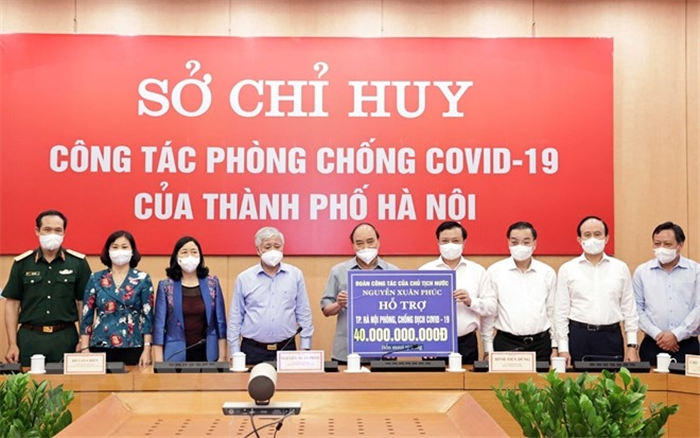 SỞ CHỈ HUY
CÔNG TÁC PHÒNG CHỐNG COVID-19
CỦA THÀNH PHỐ HÀ NỘI
ĐOÀN CÔNG TÁC CỦA CHỦ TỊCH NƯỚC
NGUYỄN XUÂN PHÚC
HỖ TRỢ
TP. HÀ NỘI PHÒNG, CHỐNG DỊCH COVID - 19
40.000.000.000Đ